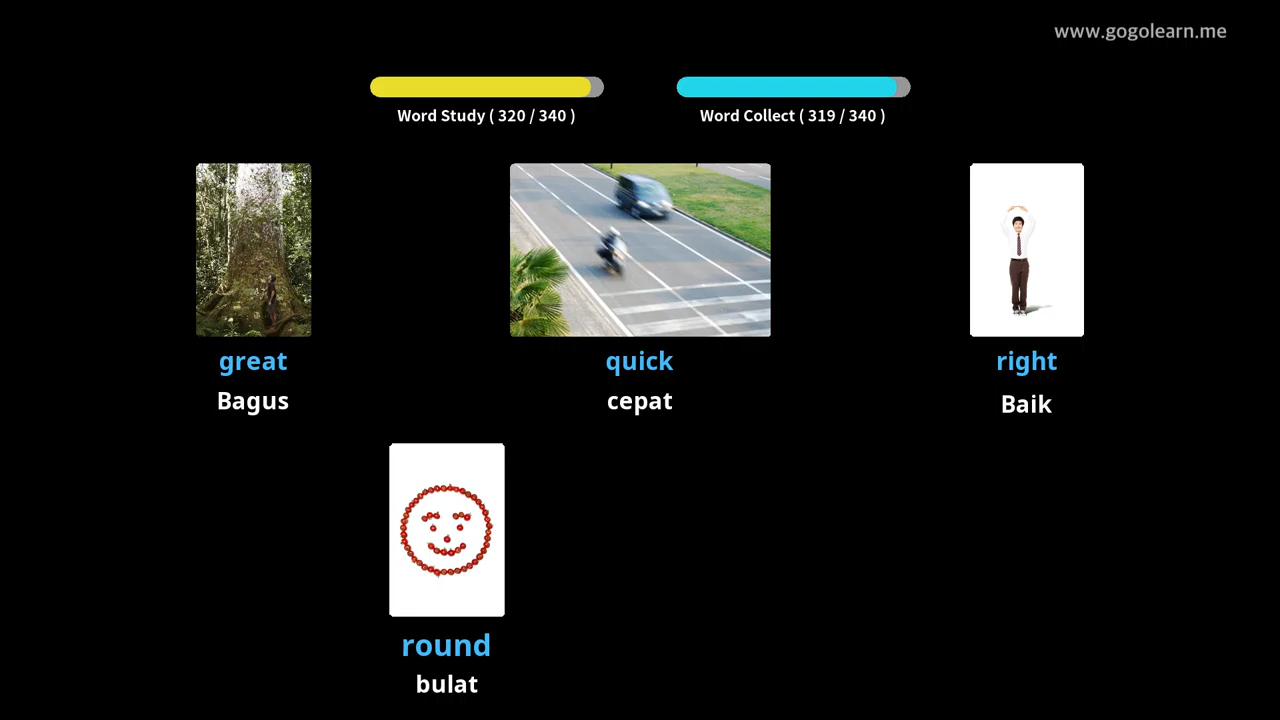 www.gogolearn.me
Word Study ( 320 / 340 )
Word Collect ( 319 / 340 )
great
Bagus
quick
cepat
right
Baik
round
bulat